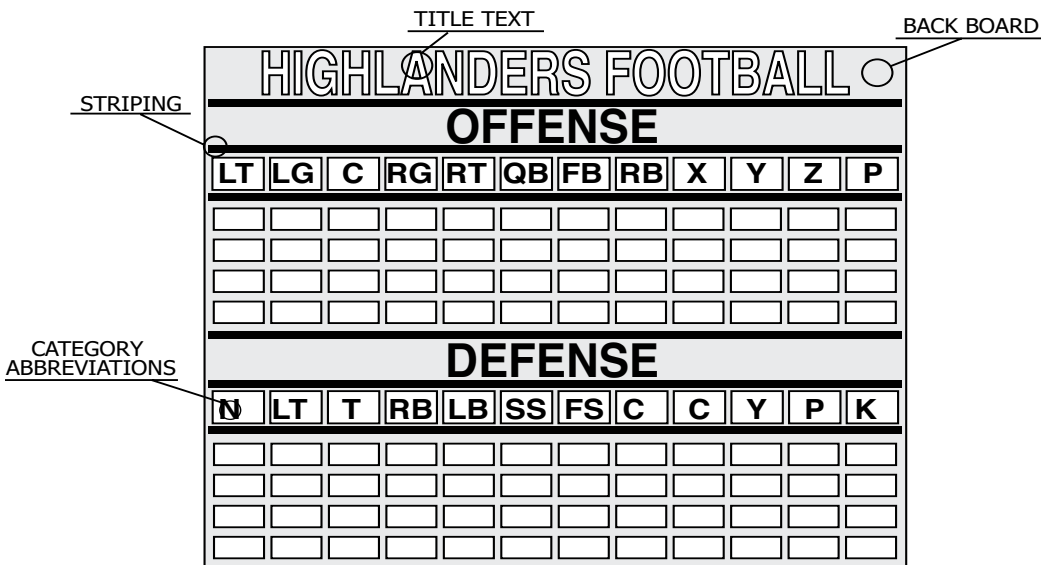 TITLE TEXT
BACK BOARD
HIGHLANDERS FOOTBALL
STRIPING
OFFENSE
LT LG C RG RT QB FB RB X Y Z P
CATEGORY
ABBREVIATIONS
DEFENSE
N LT T RB LB SS FS C C Y P K